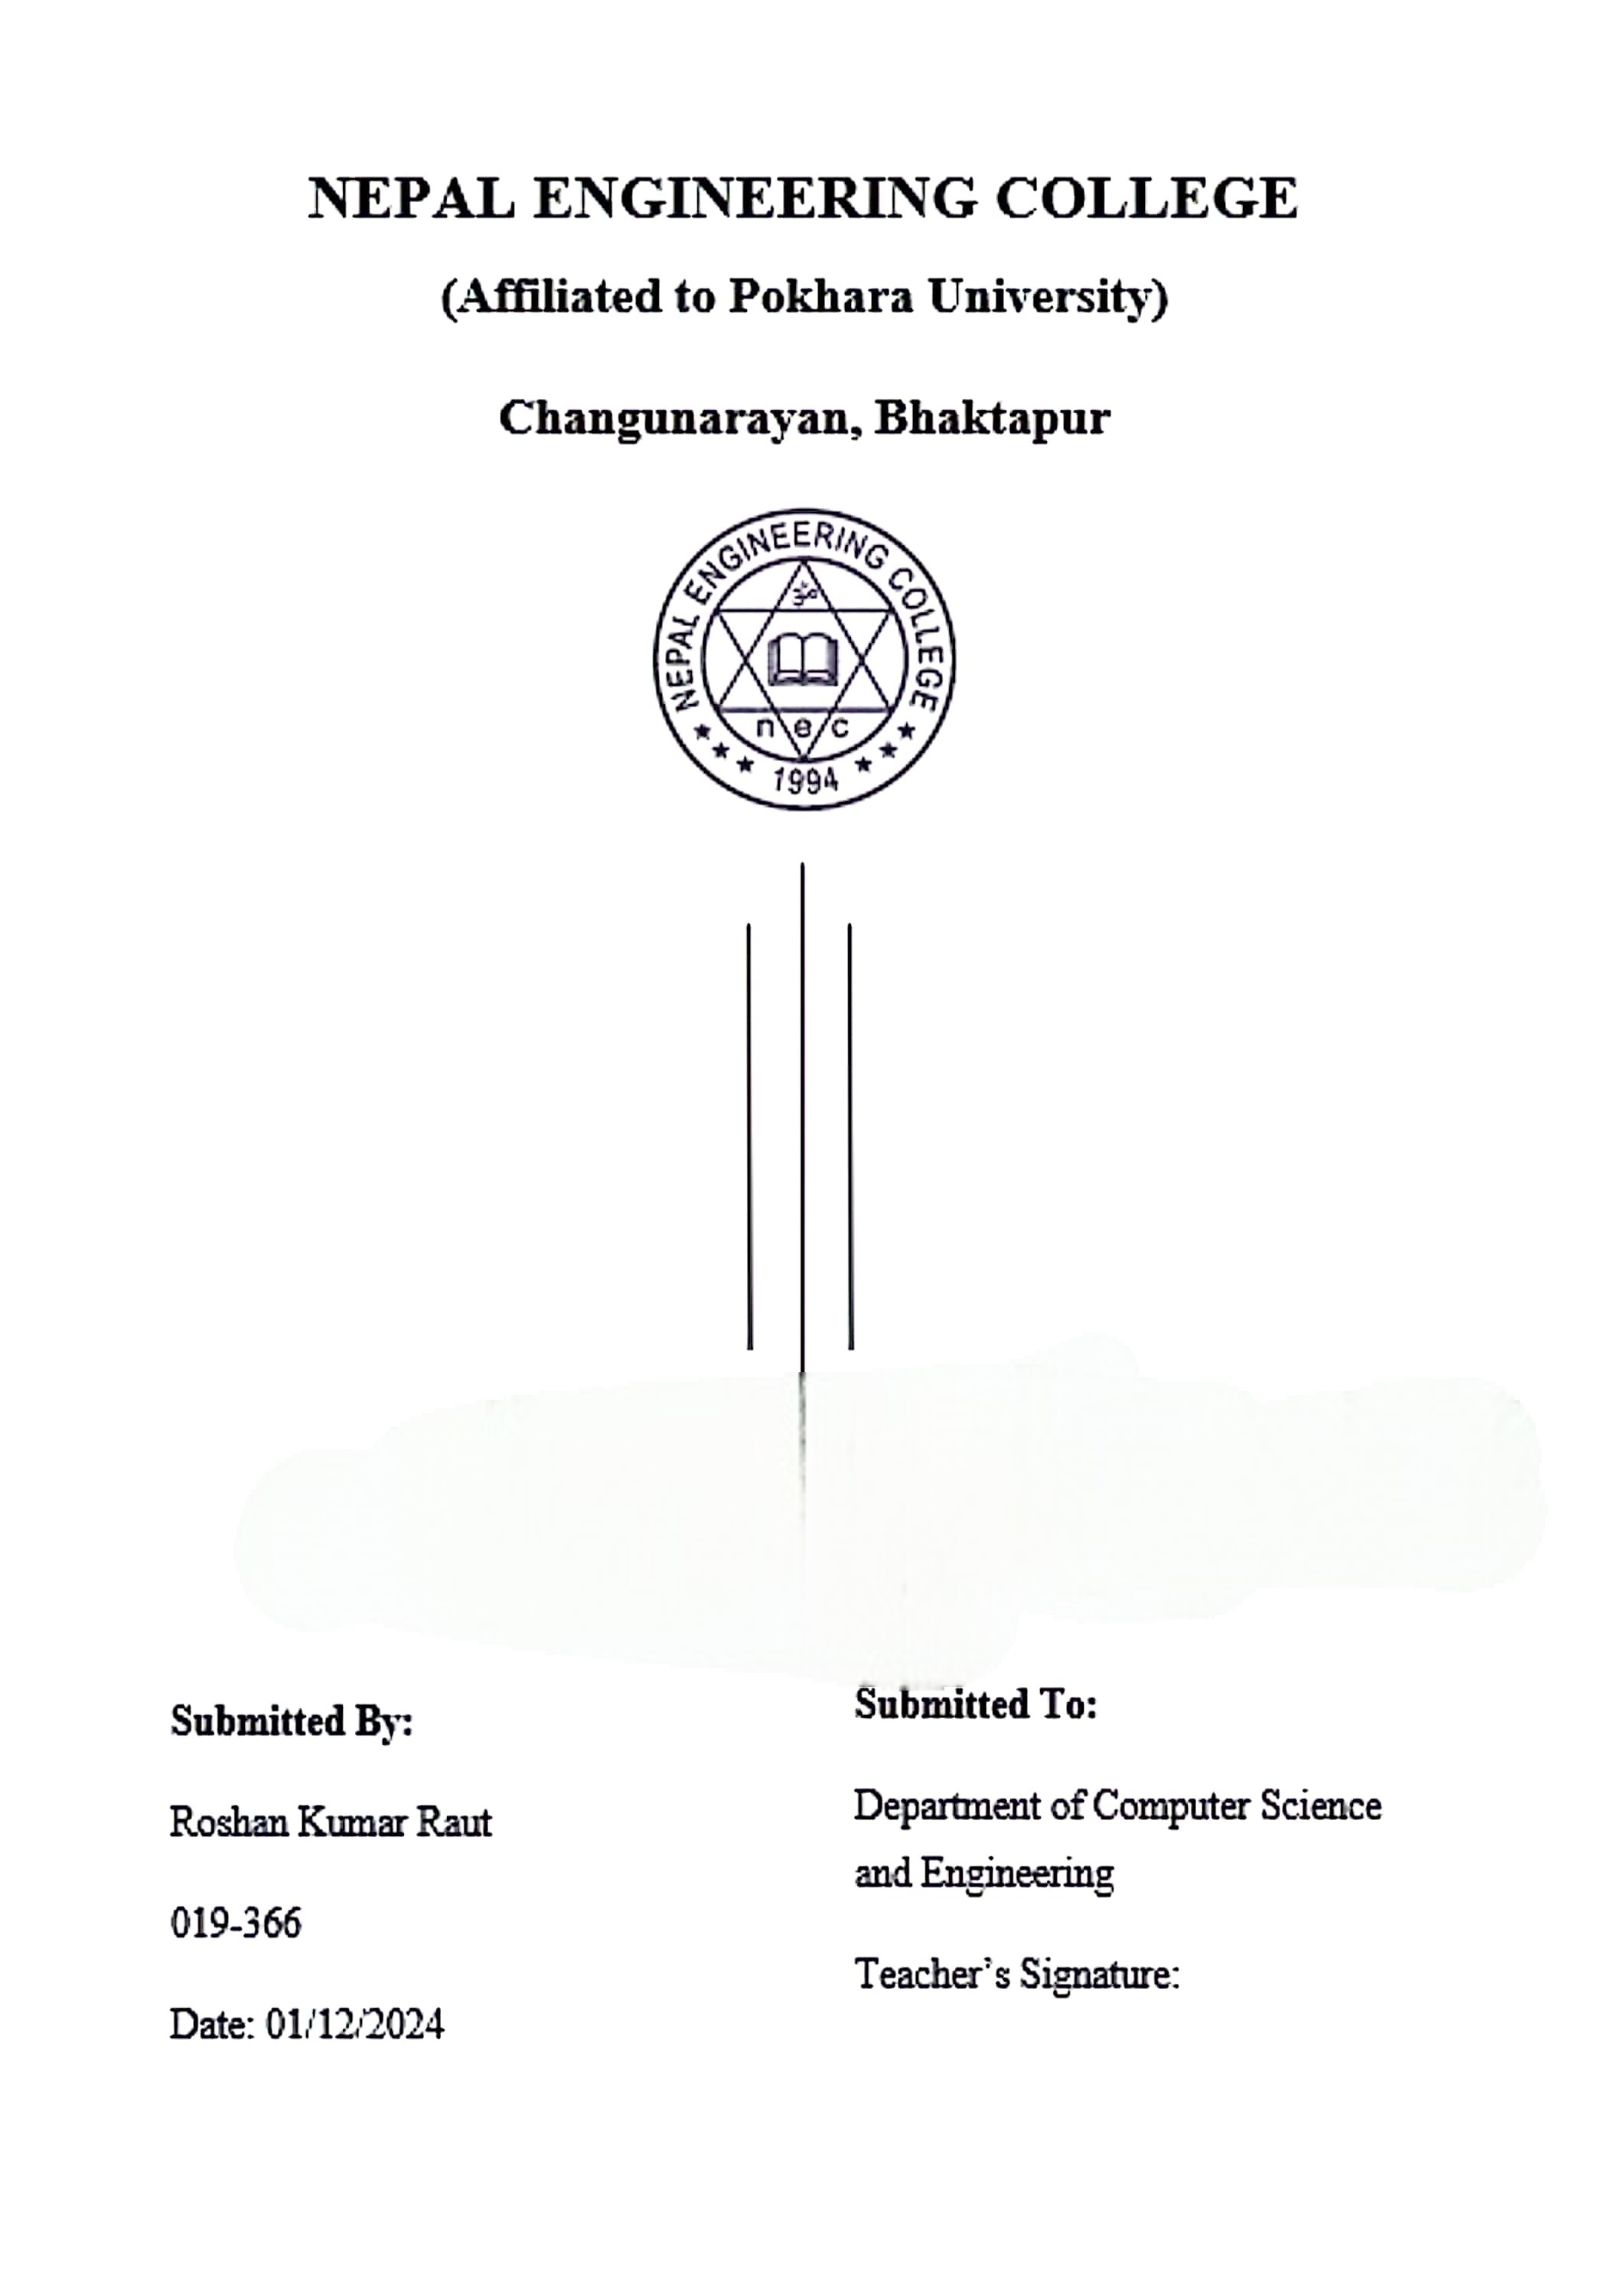 NEPAL ENGINEERING COLLEGE
(Affiliated to Pokhara University)
Changunarayan, Bhaktapur
NEPAL ENGINEERING COLLEGE
ॐ
n e c
1994
Submitted By:
Roshan Kumar Raut
019-366
Date: 01/12/2024
Submitted To:
Department of Computer Science
and Engineering
Teacher's Signature: